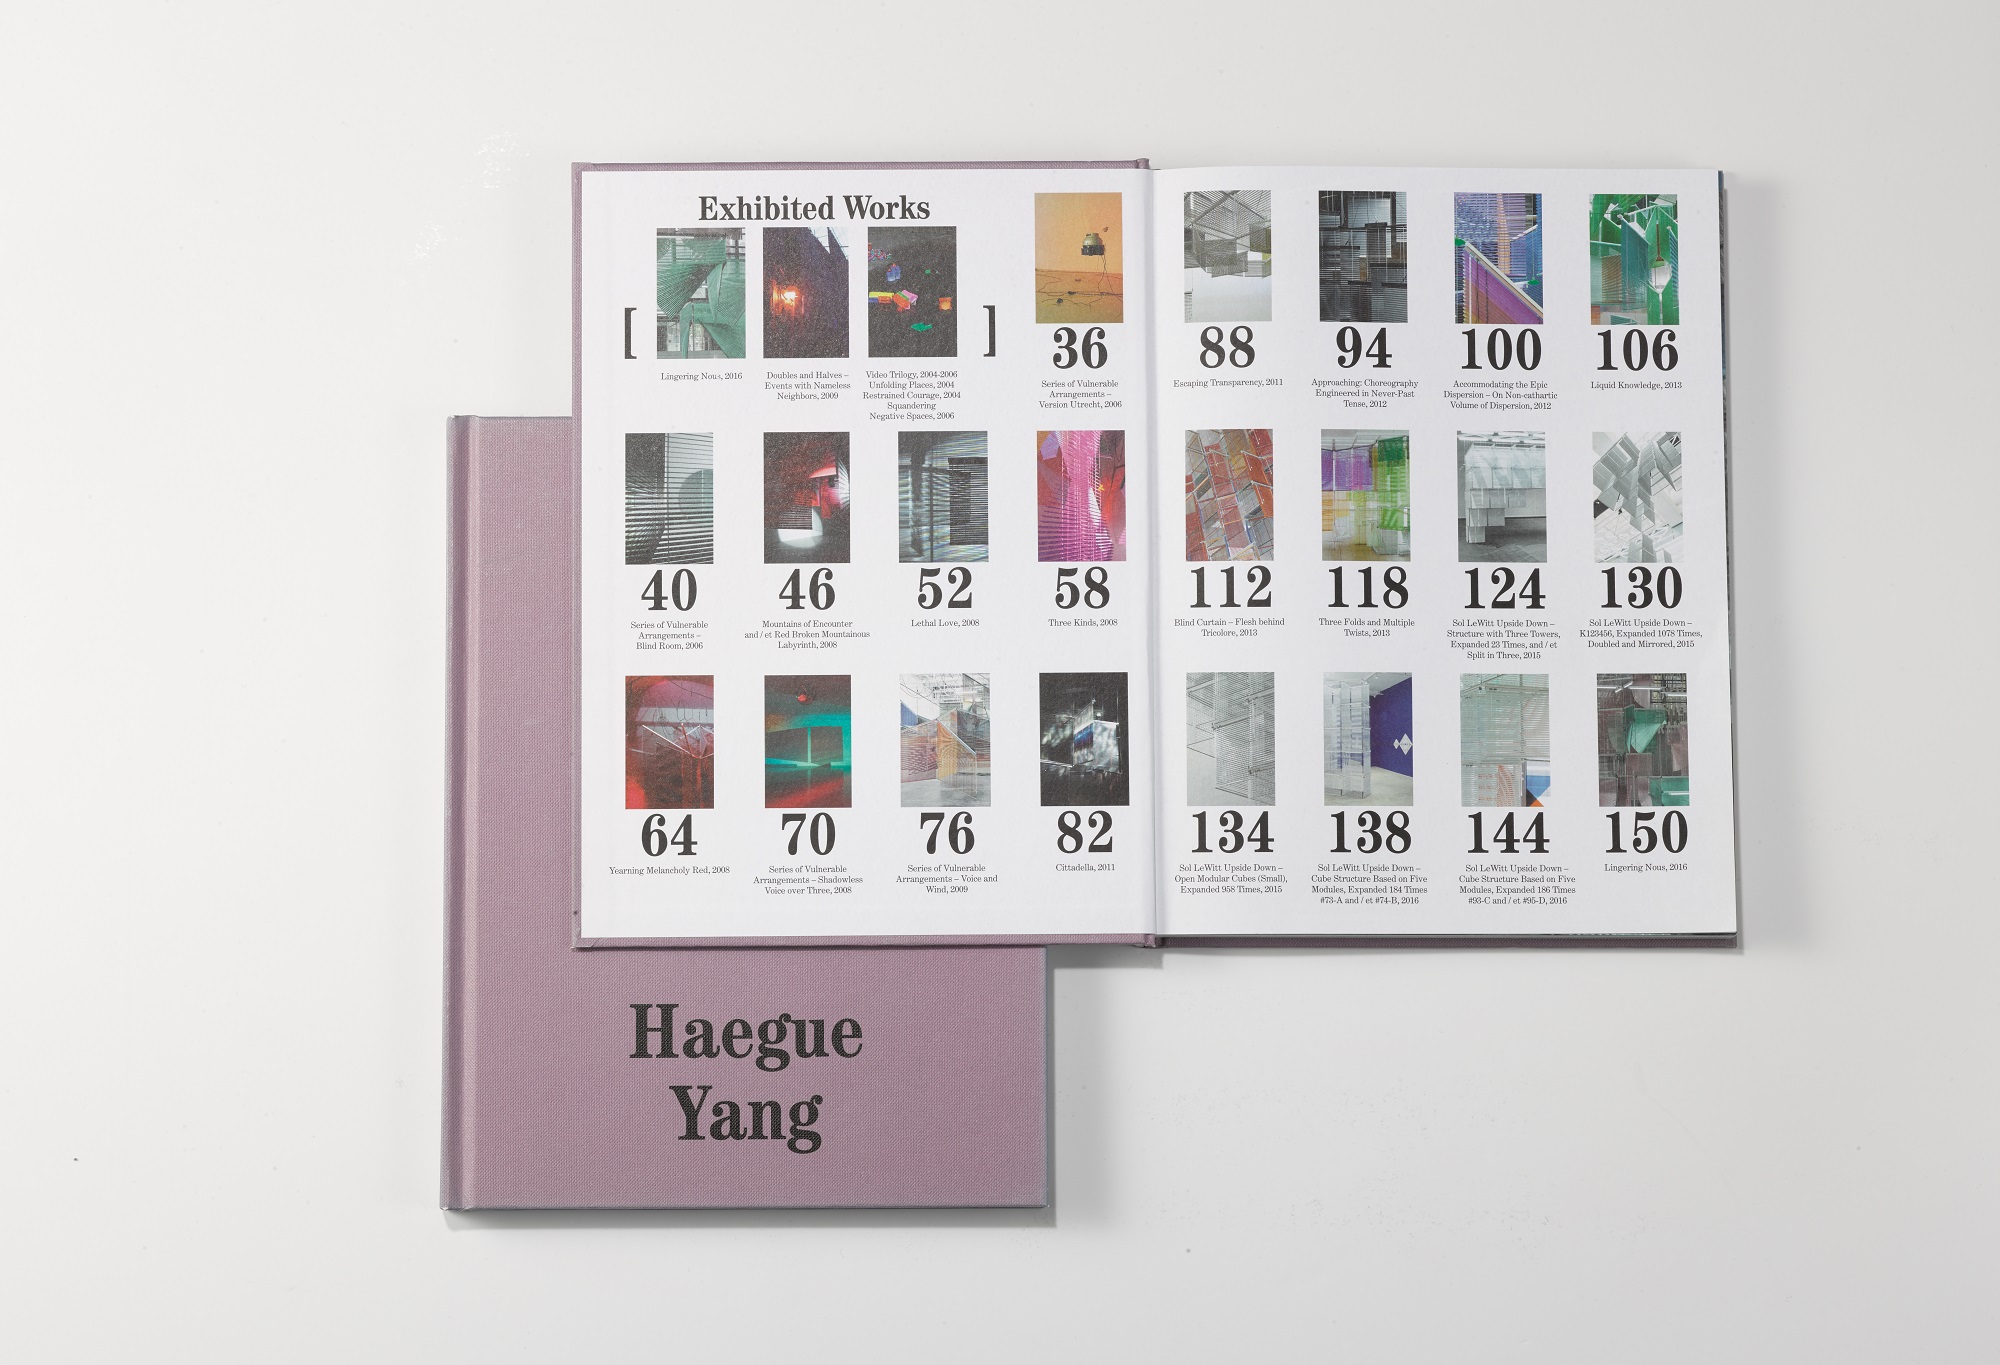 Exhibited Works
[
]
Lingering Nous, 2016
Doubles and Halves –
Events with Nameless
Neighbors, 2009
Video Trilogy, 2004-2006
Unfolding Places, 2004
Restrained Courage, 2004
Squandering
Negative Spaces, 2006
36
Series of Vulnerable
Arrangements –
Version Utrecht, 2006
40
Series of Vulnerable
Arrangements –
Blind Room, 2006
46
Mountains of Encounter
and / et Red Broken Mountainous
Labyrinth, 2008
52
Lethal Love, 2008
58
Three Kinds, 2008
64
Yearning Melancholy Red, 2008
70
Series of Vulnerable
Arrangements – Shadowless
Voice over Three, 2008
76
Series of Vulnerable
Arrangements – Voice and
Wind, 2009
82
Cittadella, 2011
88
Escaping Transparency, 2011
94
Approaching: Choreography
Engineered in Never-Past
Tense, 2012
100
Accommodating the Epic
Dispersion – On Non-cathartic
Volume of Dispersion, 2012
106
Liquid Knowledge, 2013
112
Blind Curtain – Flesh behind
Tricolore, 2013
118
Three Folds and Multiple
Twists, 2013
124
Sol LeWitt Upside Down –
Structure with Three Towers,
Expanded 23 Times, and / et
Split in Three, 2015
130
Sol LeWitt Upside Down –
K123456, Expanded 1078 Times,
Doubled and Mirrored, 2015
134
Sol LeWitt Upside Down –
Open Modular Cubes (Small),
Expanded 958 Times, 2015
138
Sol LeWitt Upside Down –
Cube Structure Based on Five
Modules, Expanded 184 Times
#73-A and / et #74-B, 2016
144
Sol LeWitt Upside Down –
Cube Structure Based on Five
Modules, Expanded 186 Times
#93-C and / et #95-D, 2016
150
Lingering Nous, 2016
Haegue
Yang